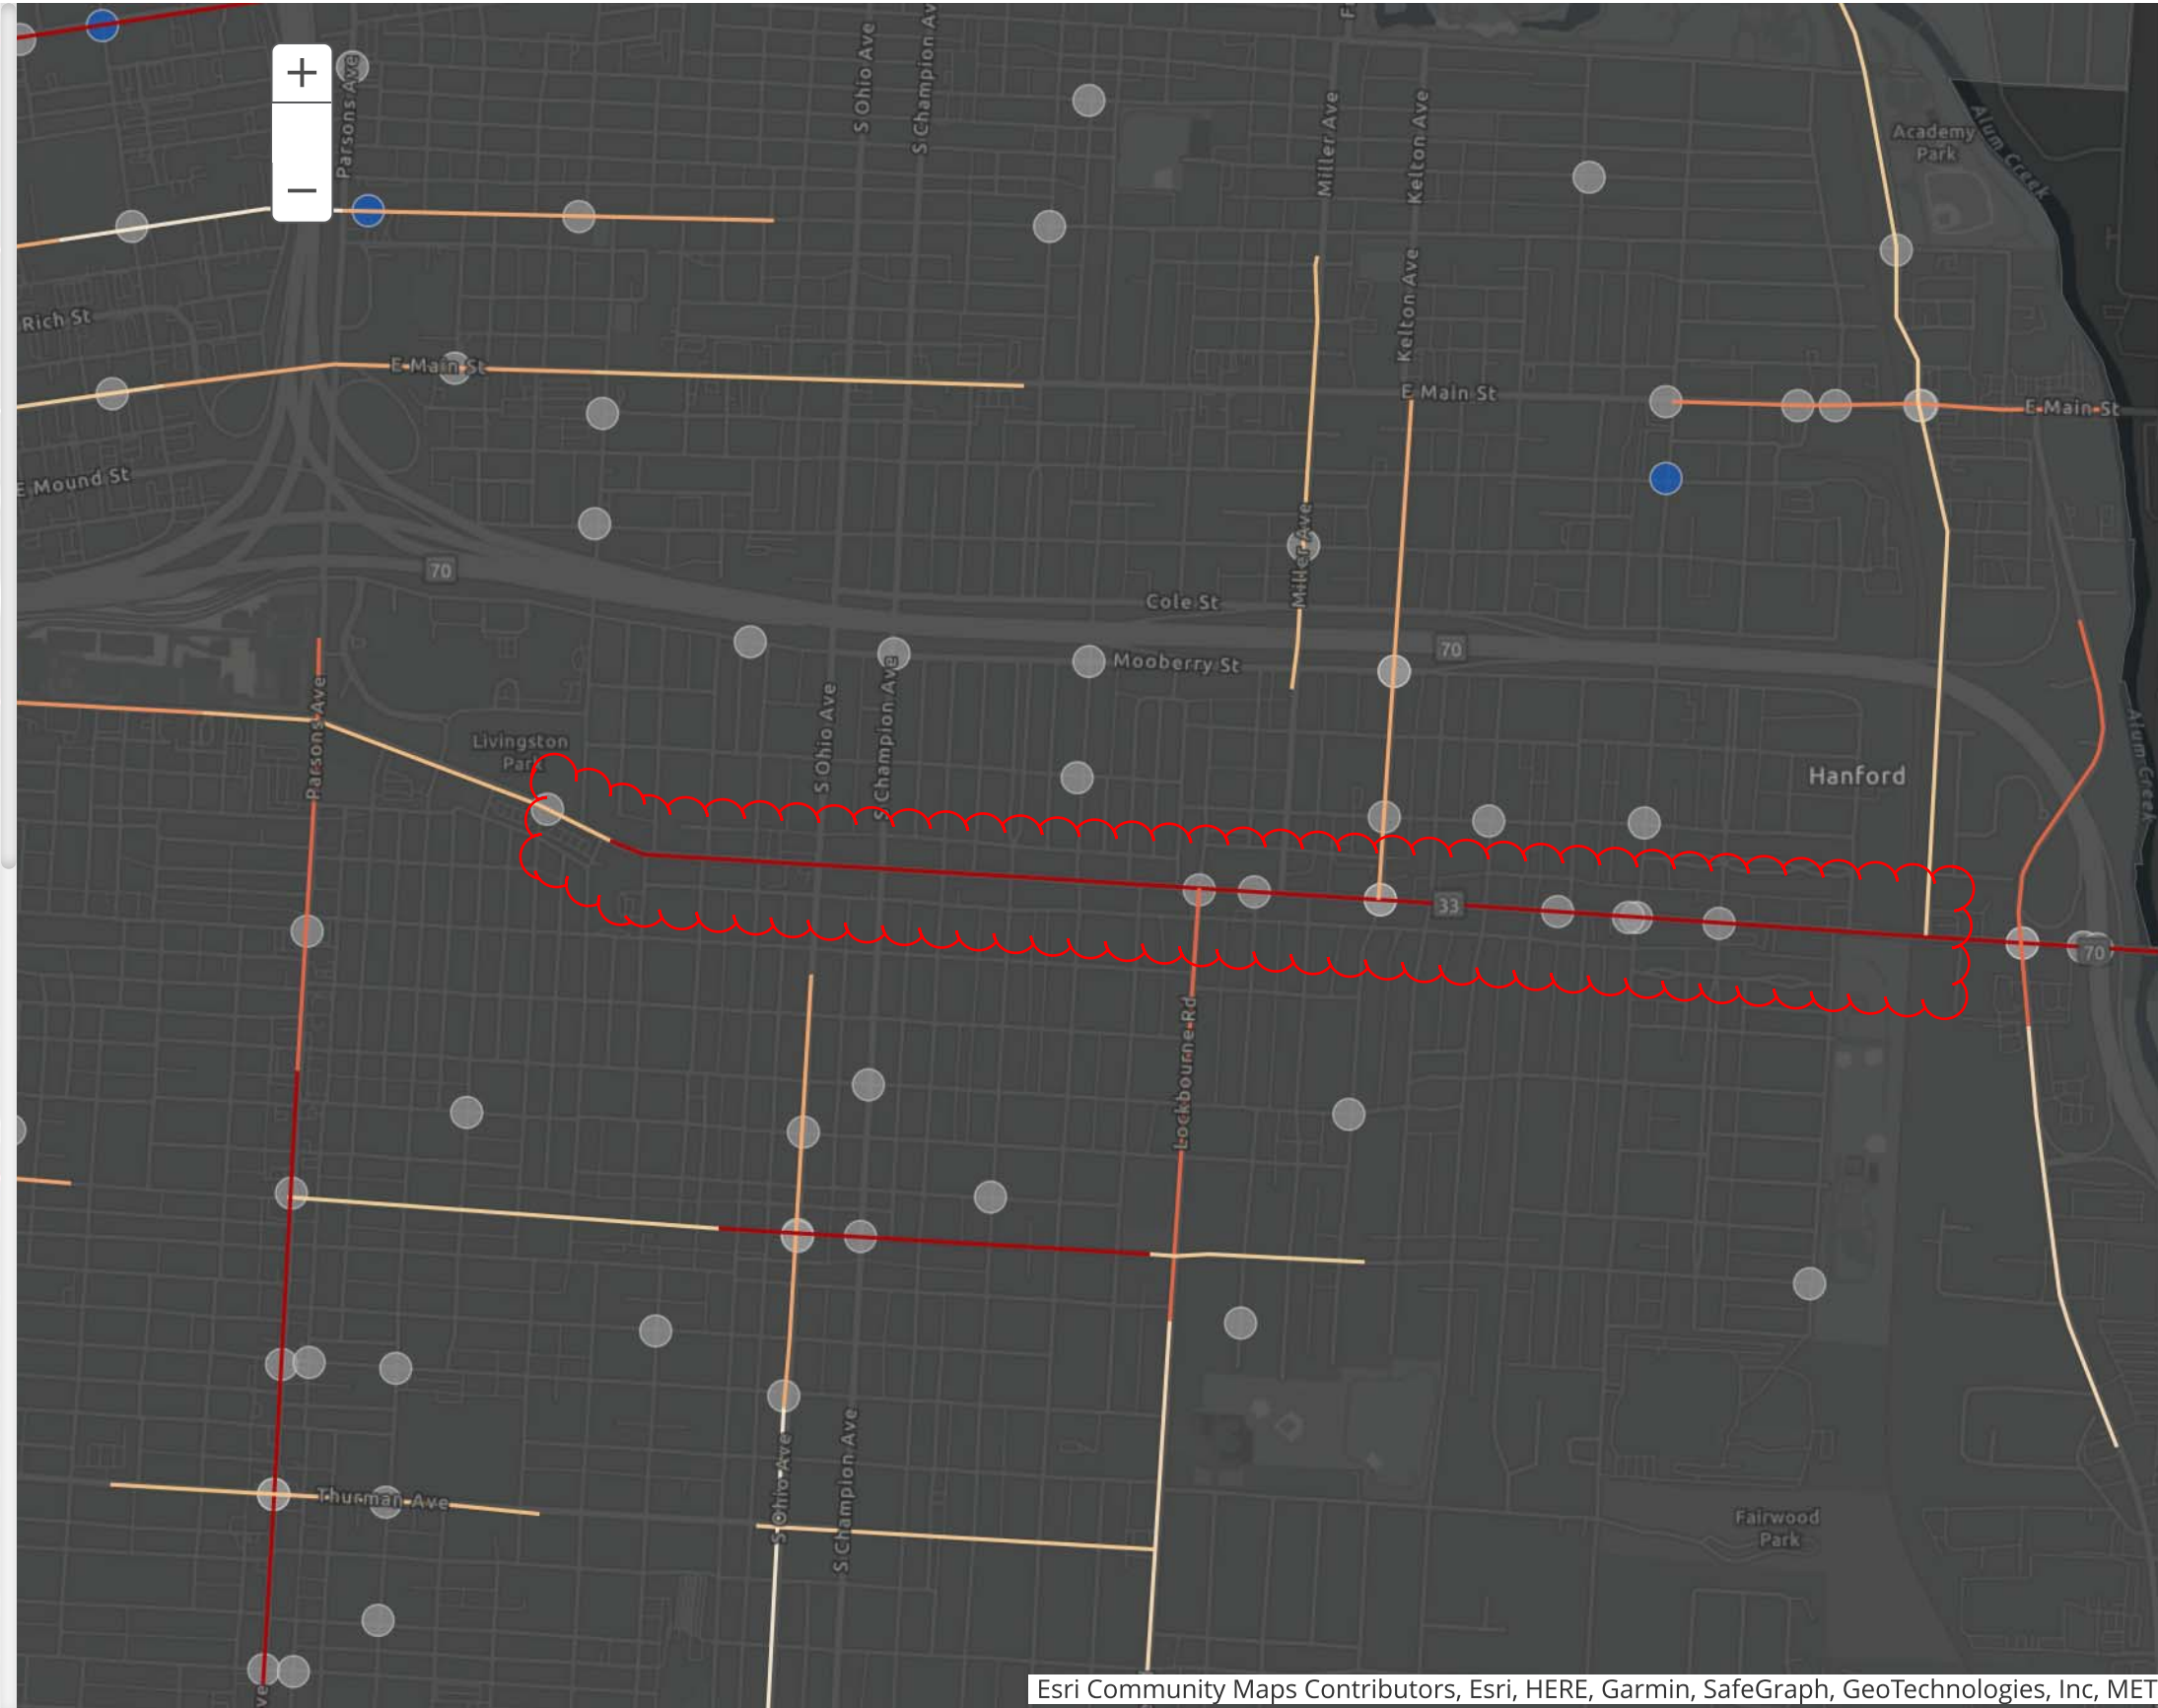 +
−
Parsons Ave
S Ohio Ave
S Champion Av
Miller Ave
Kelton Ave
Academy
Park
Alum Creek
Rich St
Kelton Ave
E Main St
E Main St
E Main St
E Mound St
70
Miller Ave
Cole St
70
Mooberry St
Parsons Ave
Livingston
Park
S Ohio Ave
S Champion Ave
Hanford
Alum Creek
33
70
Lockbourne Rd
Thurman Ave
S Ohio Ave
S Champion Ave
Fairwood
Park
ve
Esri Community Maps Contributors, Esri, HERE, Garmin, SafeGraph, GeoTechnologies, Inc, MET